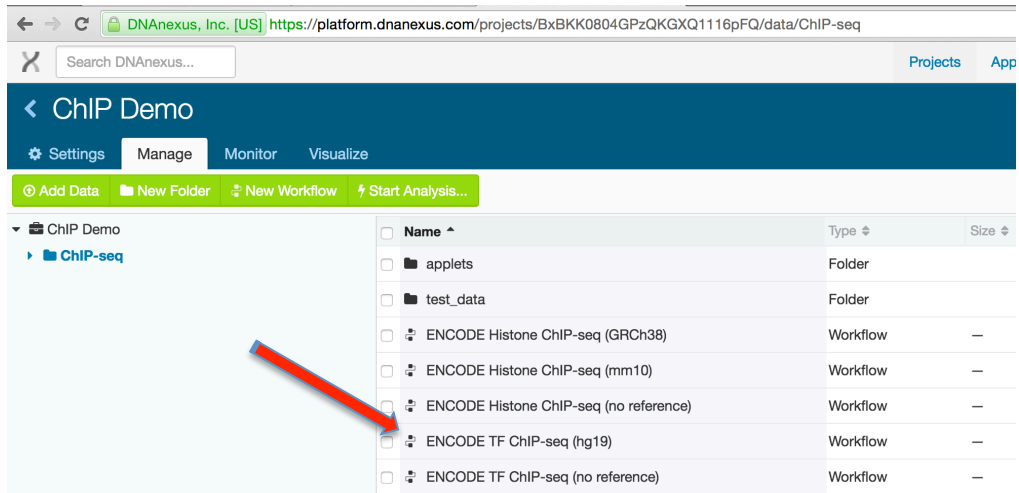 DNAnexus, Inc. [US] https://platform.dnanexus.com/projects/BxBKK0804GPzQKGXQ1116pFQ/data/ChIP-seq
Search DNAnexus... Projects App
ChIP Demo
Settings Manage Monitor Visualize
Add Data New Folder New Workflow Start Analysis...
ChIP Demo
ChIP-seq
Name Type Size
applets Folder
test_data Folder
ENCODE Histone ChIP-seq (GRCh38) Workflow —
ENCODE Histone ChIP-seq (mm10) Workflow —
ENCODE Histone ChIP-seq (no reference) Workflow —
ENCODE TF ChIP-seq (hg19) Workflow —
ENCODE TF ChIP-seq (no reference) Workflow —